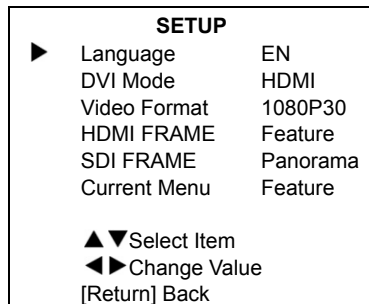 SETUP
▶ Language EN
DVI Mode HDMI
Video Format 1080P30
HDMI FRAME Feature
SDI FRAME Panorama
Current Menu Feature
▲▼Select Item
◀▶Change Value
[Return] Back